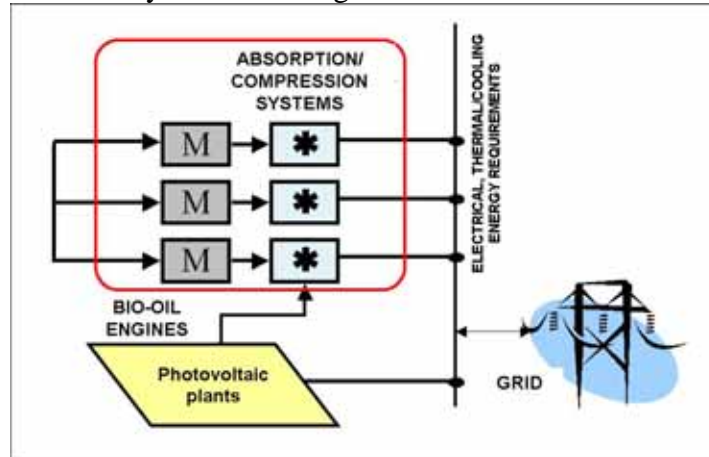 ABSORPTION/
COMPRESSION
SYSTEMS
M
M
M
ELECTRICAL, THERMAL/COOLING
ENERGY REQUIREMENTS
BIO-OIL
ENGINES
Photovoltaic
plants
GRID